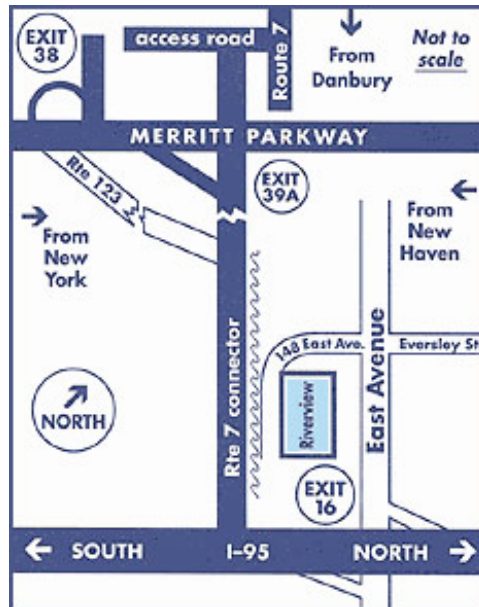 EXIT
38
access road
Route 7
From
Danbury
Not to
scale
MERRITT PARKWAY
Rte 123
EXIT
39A
From
New
York
From
New
Haven
148 East Ave.
Eversley St
Rte 7 connector
East Avenue
Riverview
NORTH
EXIT
16
SOUTH
I-95
NORTH